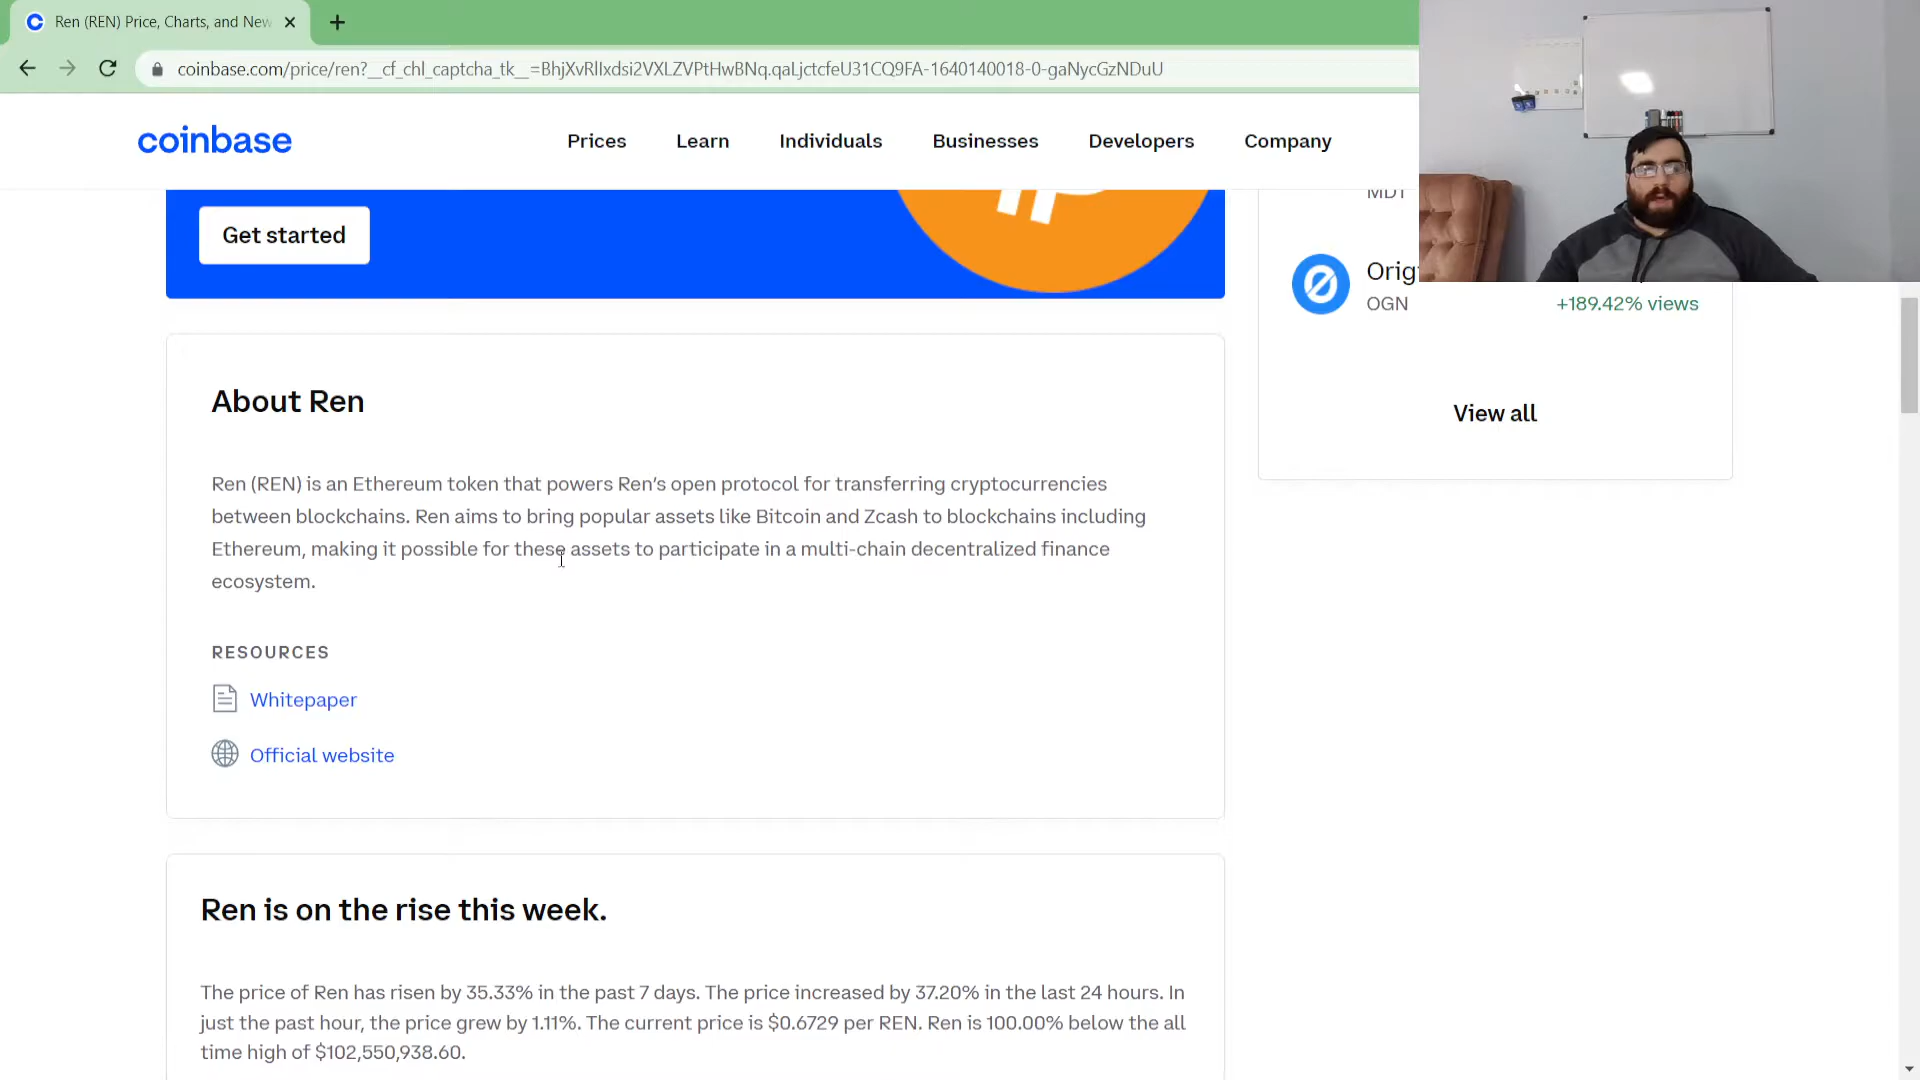 Ren (REN) Price, Charts, and New
coinbase.com/price/ren?__cf_chl_captcha_tk__=BhjXvRlIxdsi2VXLZVPtHwBNq.qaLjctcfeU31CQ9FA-1640140018-0-gaNycGzNDuU
coinbase
Prices Learn Individuals Businesses Developers Company
Get started
MDT
Orig
OGN
+189.42% views
View all
About Ren
Ren (REN) is an Ethereum token that powers Ren's open protocol for transferring cryptocurrencies
between blockchains. Ren aims to bring popular assets like Bitcoin and Zcash to blockchains including
Ethereum, making it possible for these assets to participate in a multi-chain decentralized finance
ecosystem.
RESOURCES
Whitepaper
Official website
Ren is on the rise this week.
The price of Ren has risen by 35.33% in the past 7 days. The price increased by 37.20% in the last 24 hours. In
just the past hour, the price grew by 1.11%. The current price is $0.6729 per REN. Ren is 100.00% below the all
time high of $102,550,938.60.